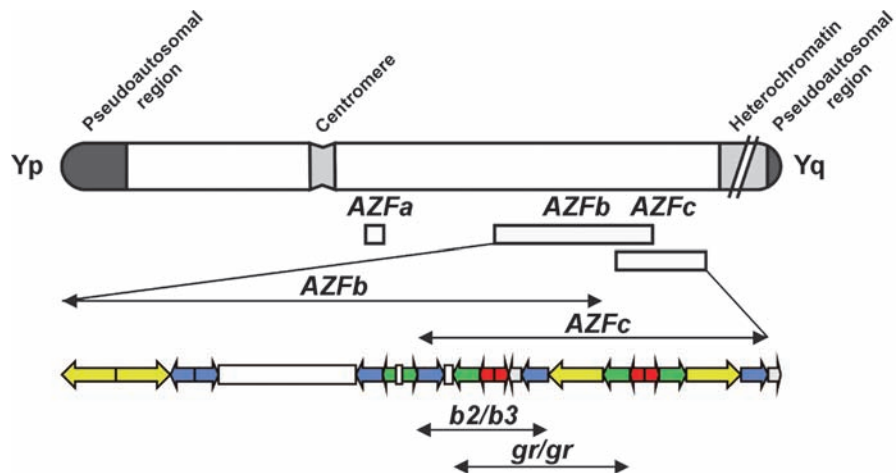 Pseudoautosomal
region
Centromere
Heterochromatin
Pseudoautosomal
region
Yp
Yq
AZFa
AZFb
AZFc
AZFb
AZFc
b2/b3
gr/gr